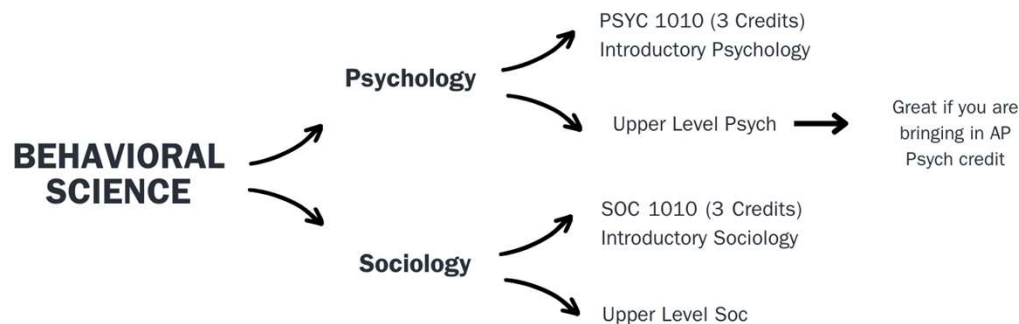 PSYC 1010 (3 Credits)
Introductory Psychology
Psychology
Upper Level Psych
Great if you are
bringing in AP
Psych credit
BEHAVIORAL
SCIENCE
SOC 1010 (3 Credits)
Introductory Sociology
Sociology
Upper Level Soc